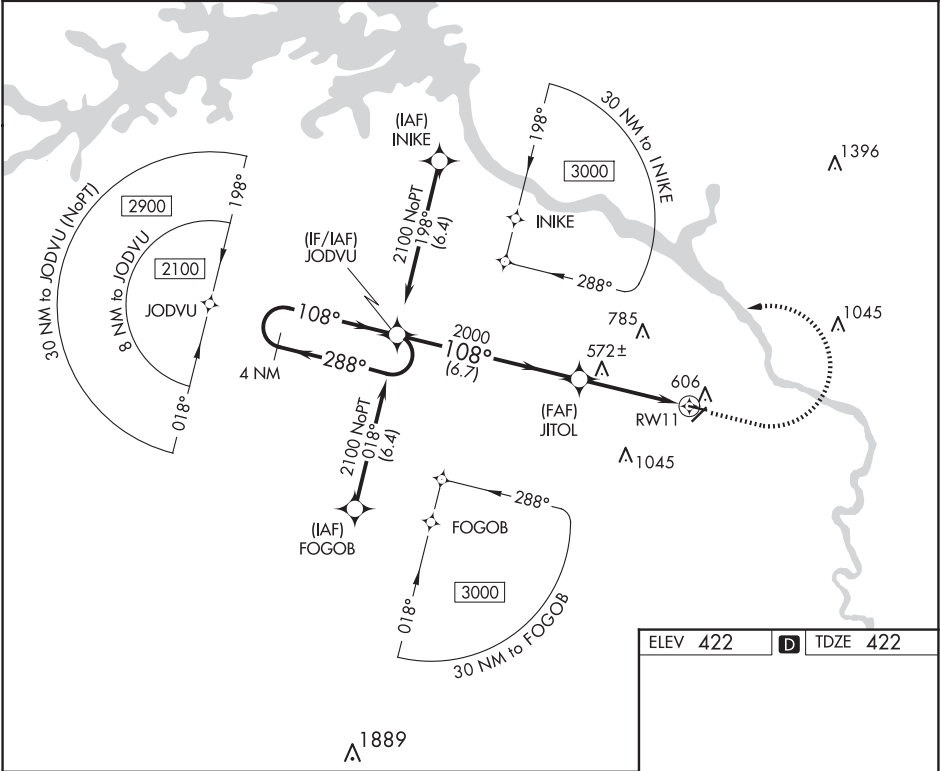 (IAF)
INIKE
198°
30 NM to INIKE
3000
INIKE
288°
1396
30 NM to JODVU (NoPT)
2900
198°
8 NM to JODVU
2100
JODVU
018°
2100 NoPT
198°
(6.4)
(IF/IAF)
JODVU
108°
288°
4 NM
2000
108°
(6.7)
785
572±
1045
606
(FAF)
JITOL
RW11
1045
2100 NoPT
018°
(6.4)
(IAF)
FOGOB
288°
FOGOB
018°
3000
30 NM to FOGOB
1889
ELEV 422 D TDZE 422